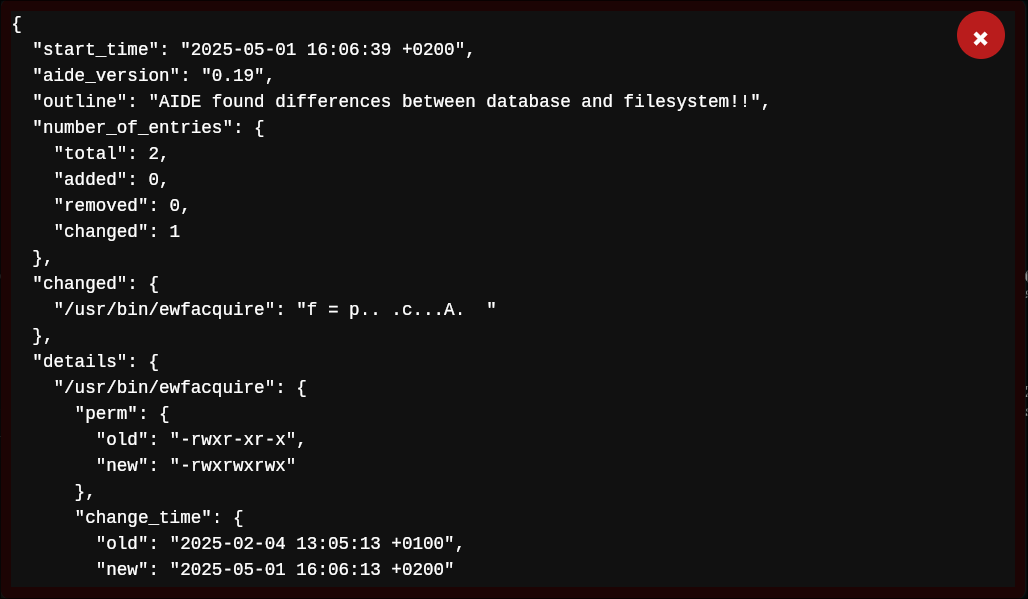 {
  "start_time": "2025-05-01 16:06:39 +0200",
  "aide_version": "0.19",
  "outline": "AIDE found differences between database and filesystem!!",
  "number_of_entries": {
    "total": 2,
    "added": 0,
    "removed": 0,
    "changed": 1
  },
  "changed": {
    "/usr/bin/ewfacquire": "f = p.. .c...A.  "
  },
  "details": {
    "/usr/bin/ewfacquire": {
      "perm": {
        "old": "-rwxr-xr-x",
        "new": "-rwxrwxrwx"
      },
      "change_time": {
        "old": "2025-02-04 13:05:13 +0100",
        "new": "2025-05-01 16:06:13 +0200"